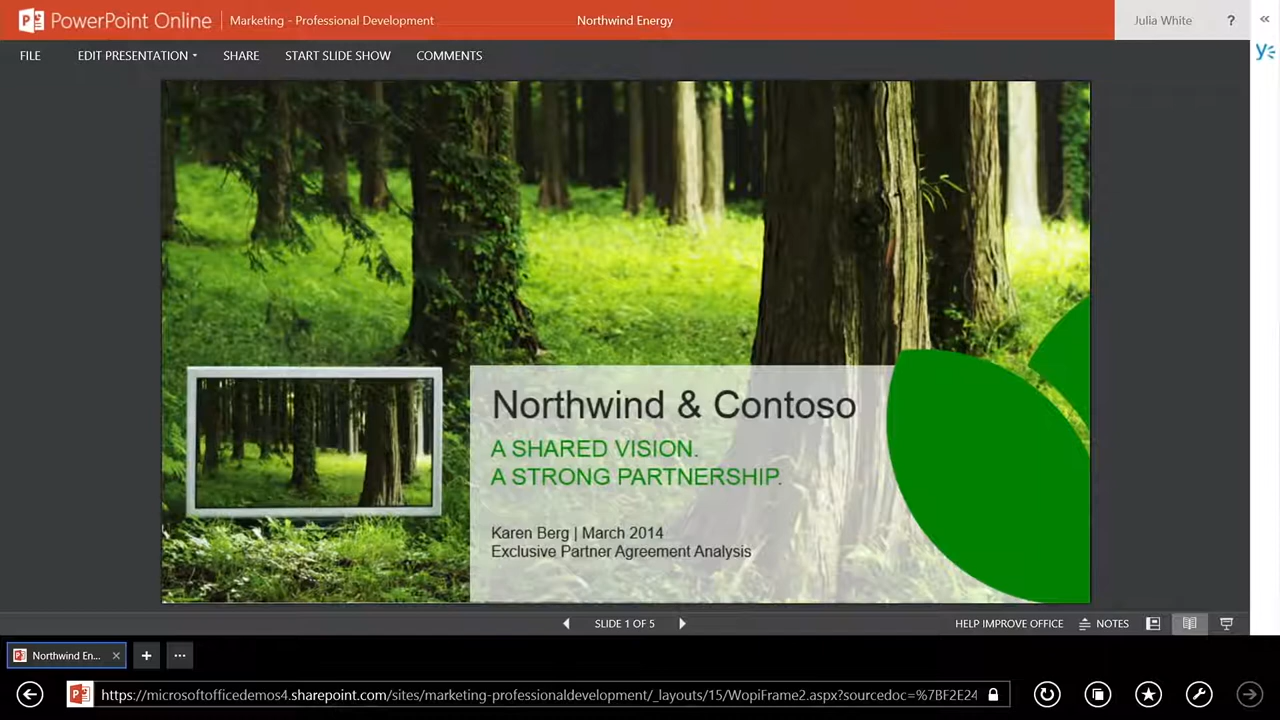 PowerPoint Online
Marketing - Professional Development
Northwind Energy
Julia White
?
FILE
EDIT PRESENTATION
SHARE
START SLIDE SHOW
COMMENTS
Northwind & Contoso
A SHARED VISION.
A STRONG PARTNERSHIP.
Karen Berg | March 2014
Exclusive Partner Agreement Analysis
SLIDE 1 OF 5
HELP IMPROVE OFFICE
NOTES
Northwind En...
https://microsoftofficedemos4.sharepoint.com/sites/marketing-professionaldevelopment/_layouts/15/WopiFrame2.aspx?sourcedoc=%7BF2E24